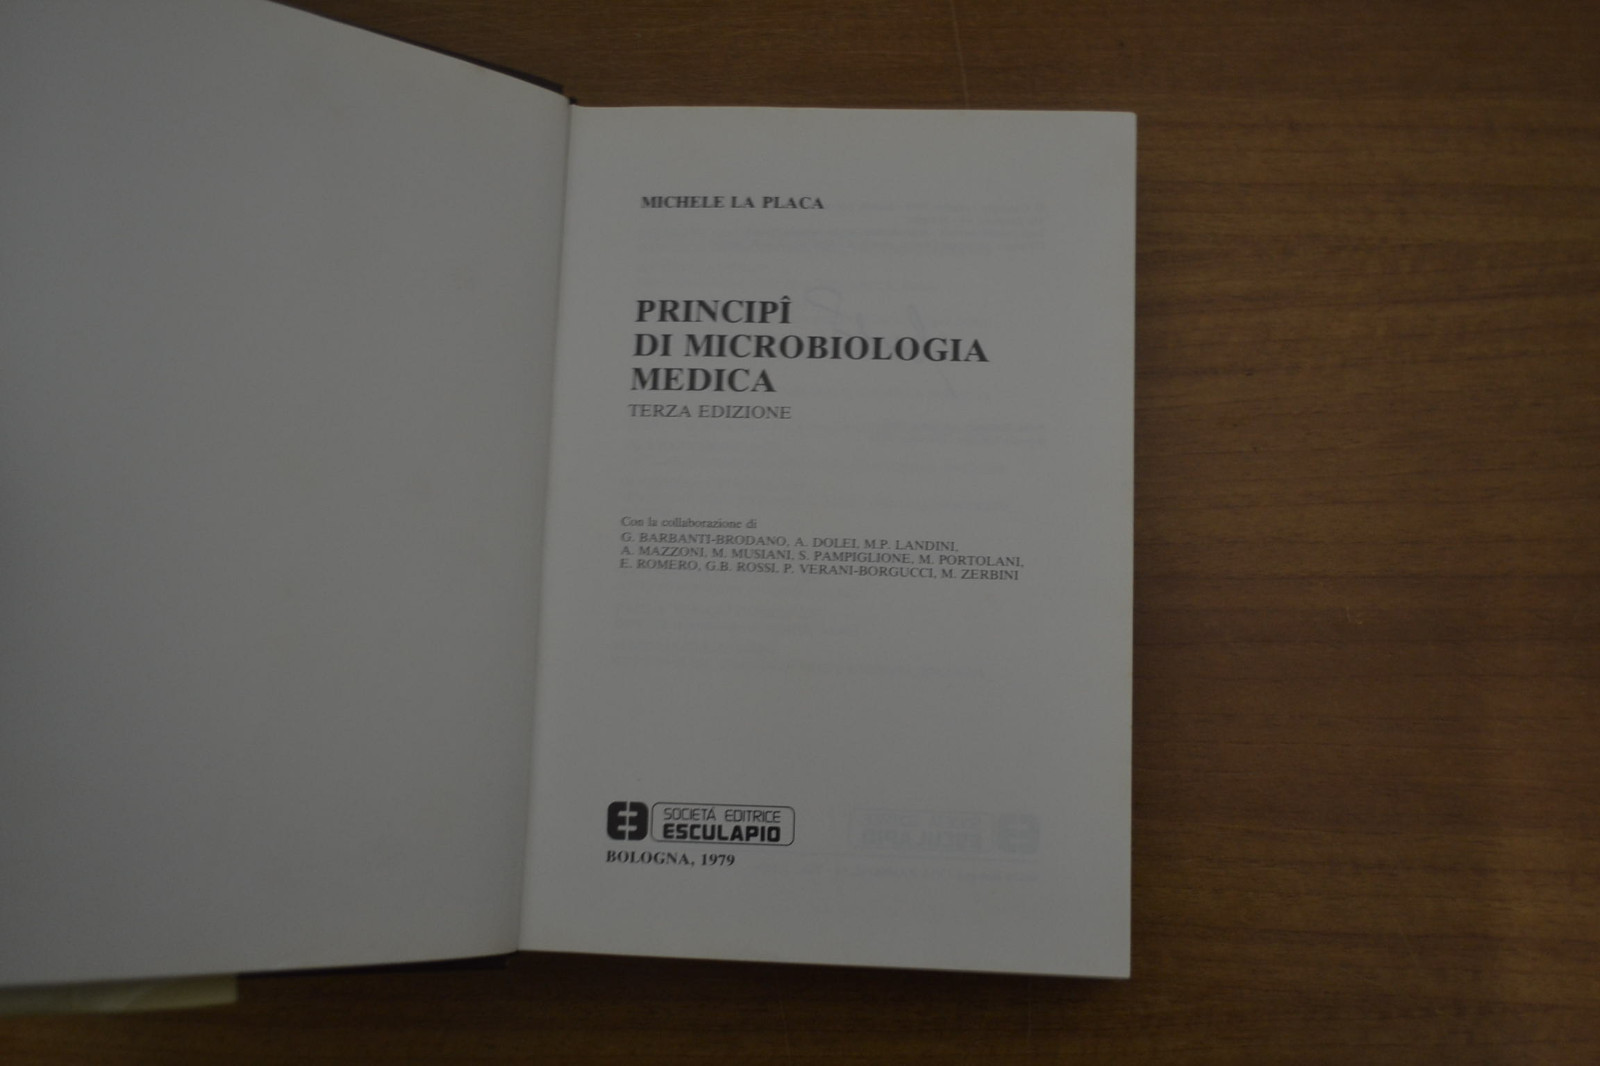 MICHELE LA PLACA
PRINCIPÎ
DI MICROBIOLOGIA
MEDICA
TERZA EDIZIONE
Con la collaborazione di
G. BARBANTI-BRODANO, A. DOLEI, M.P. LANDINI,
A. MAZZONI, M. MUSIANI, S. PAMPIGLIONE, M. PORTOLANI,
E. ROMERO, G.B. ROSSI, P. VERANI-BORGUCCI, M. ZERBINI
SOCIETÁ EDITRICE
ESCULAPIO
BOLOGNA, 1979